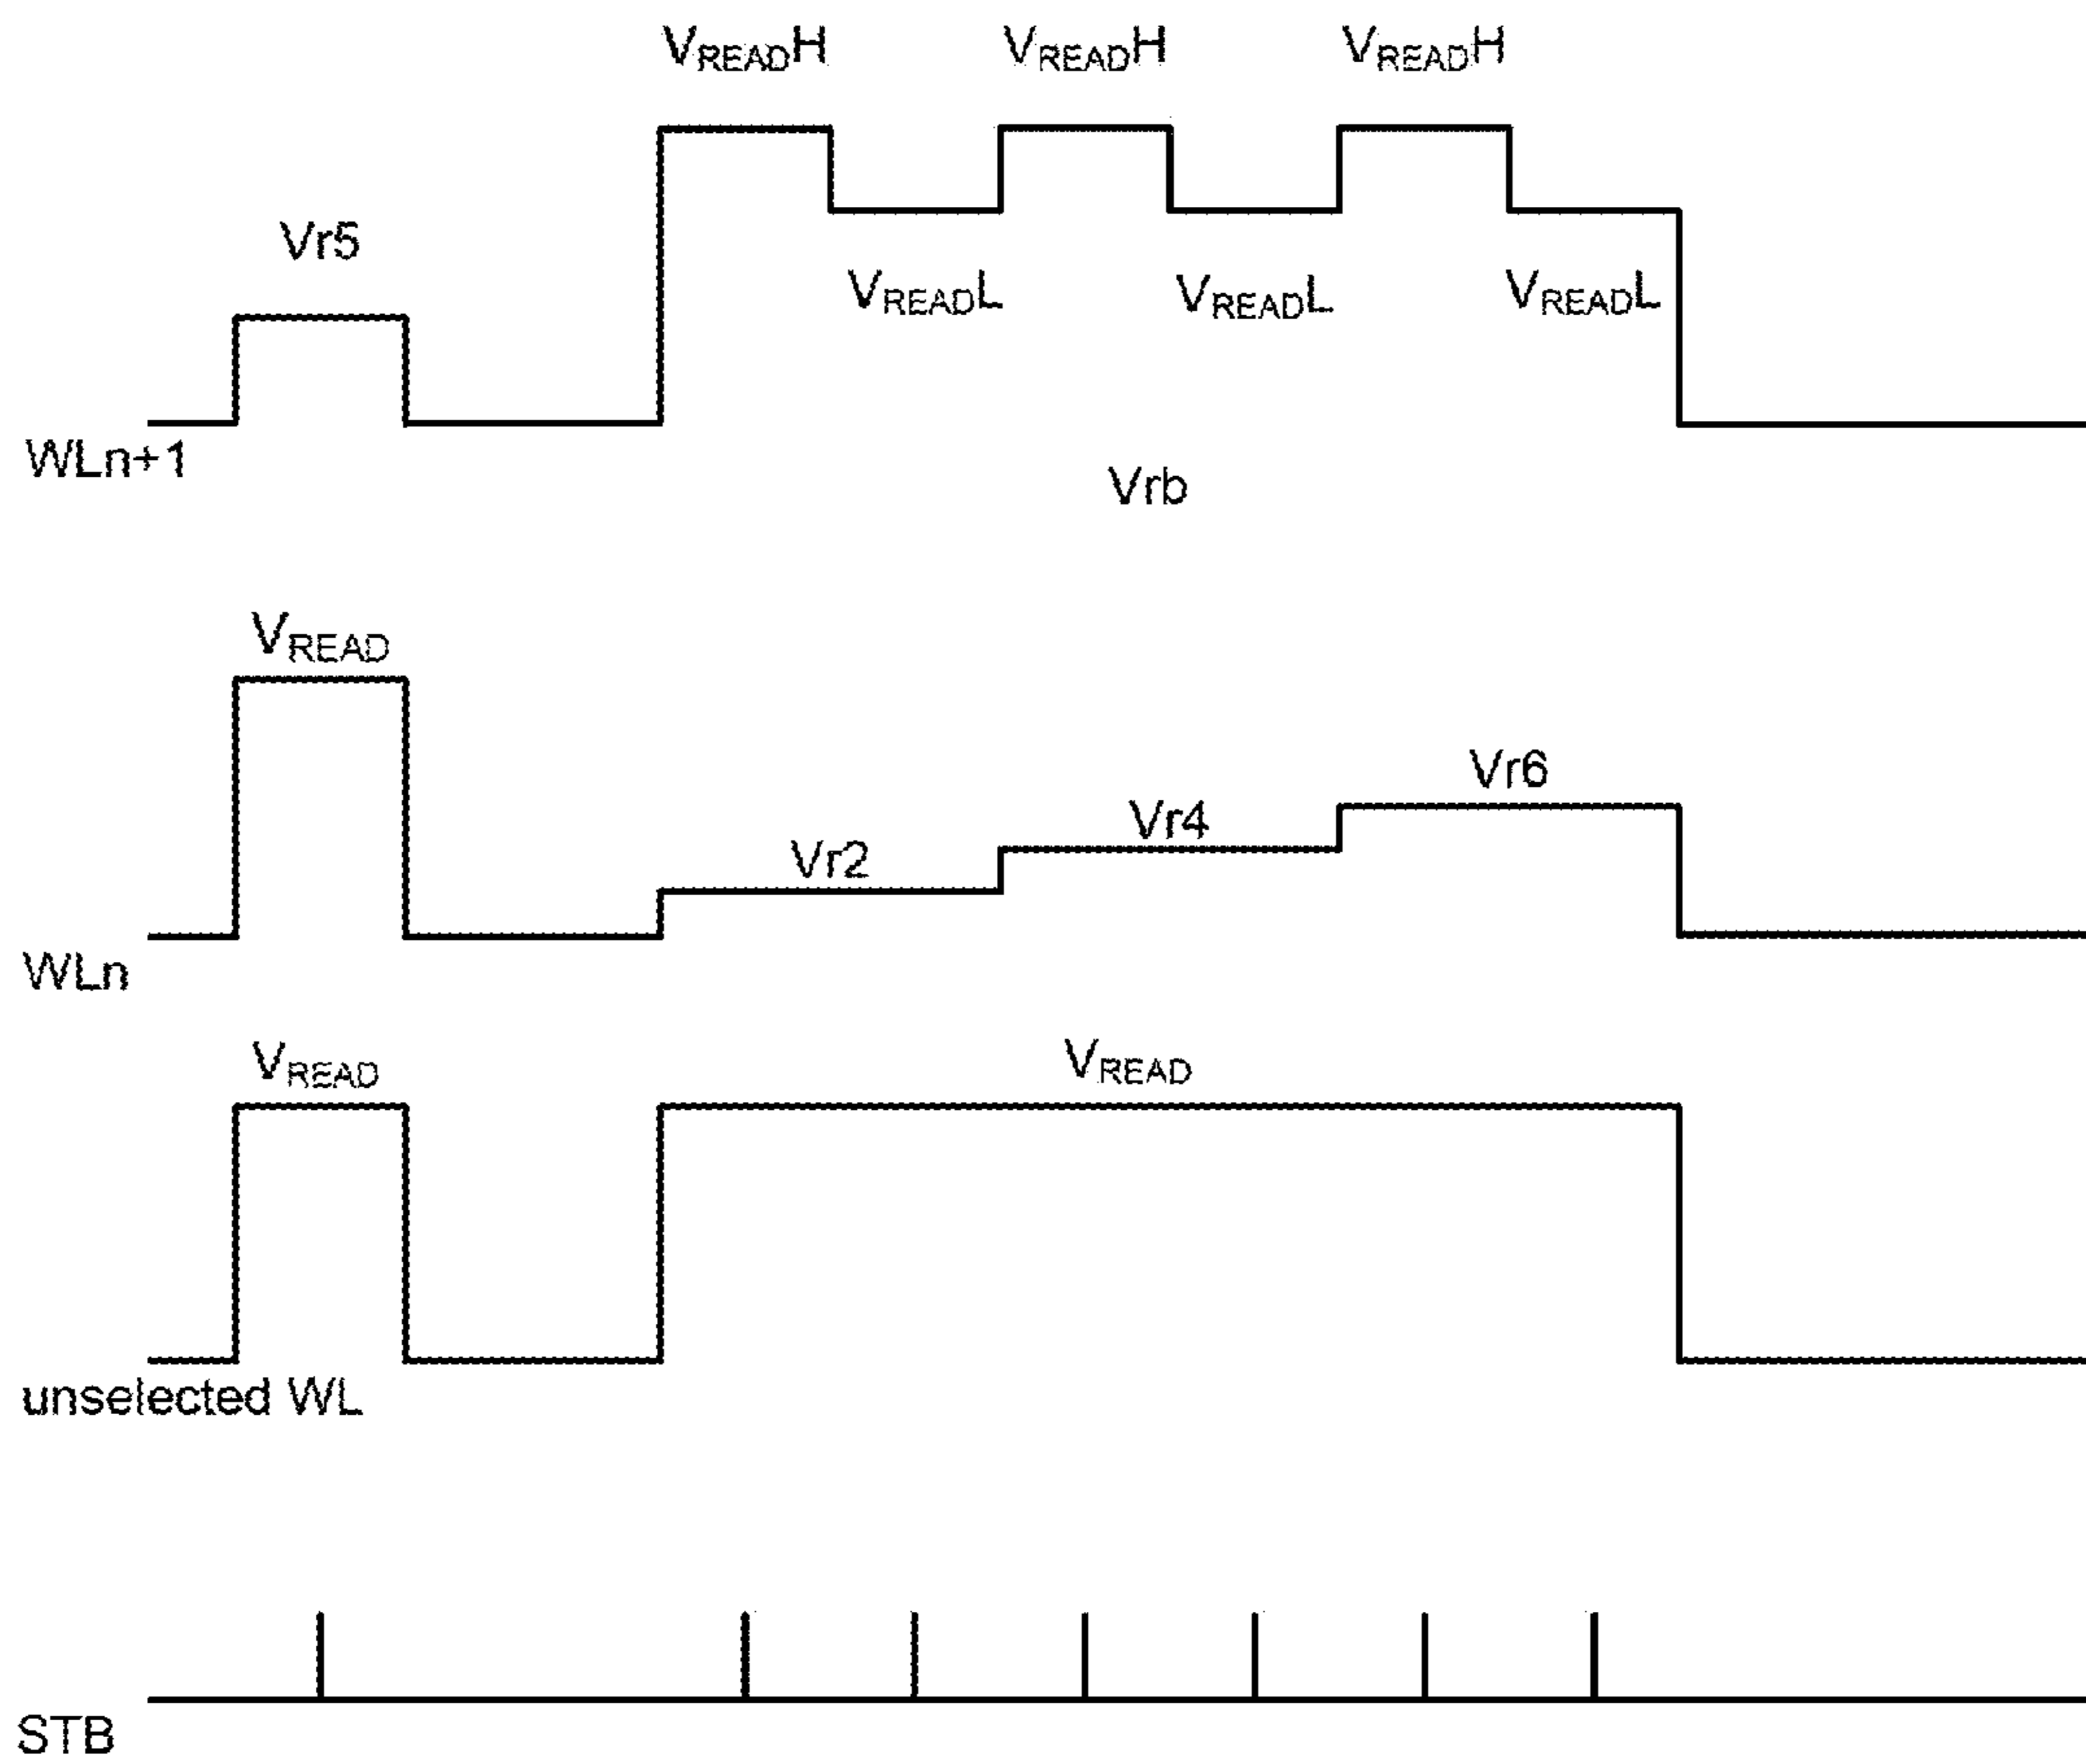 VREADH VREADH VREADH
Vr5
VREADL VREADL VREADL
WLn+1
Vrb
VREAD
Vr6
Vr4
Vr2
WLn
VREAD VREAD
unselected WL
STB